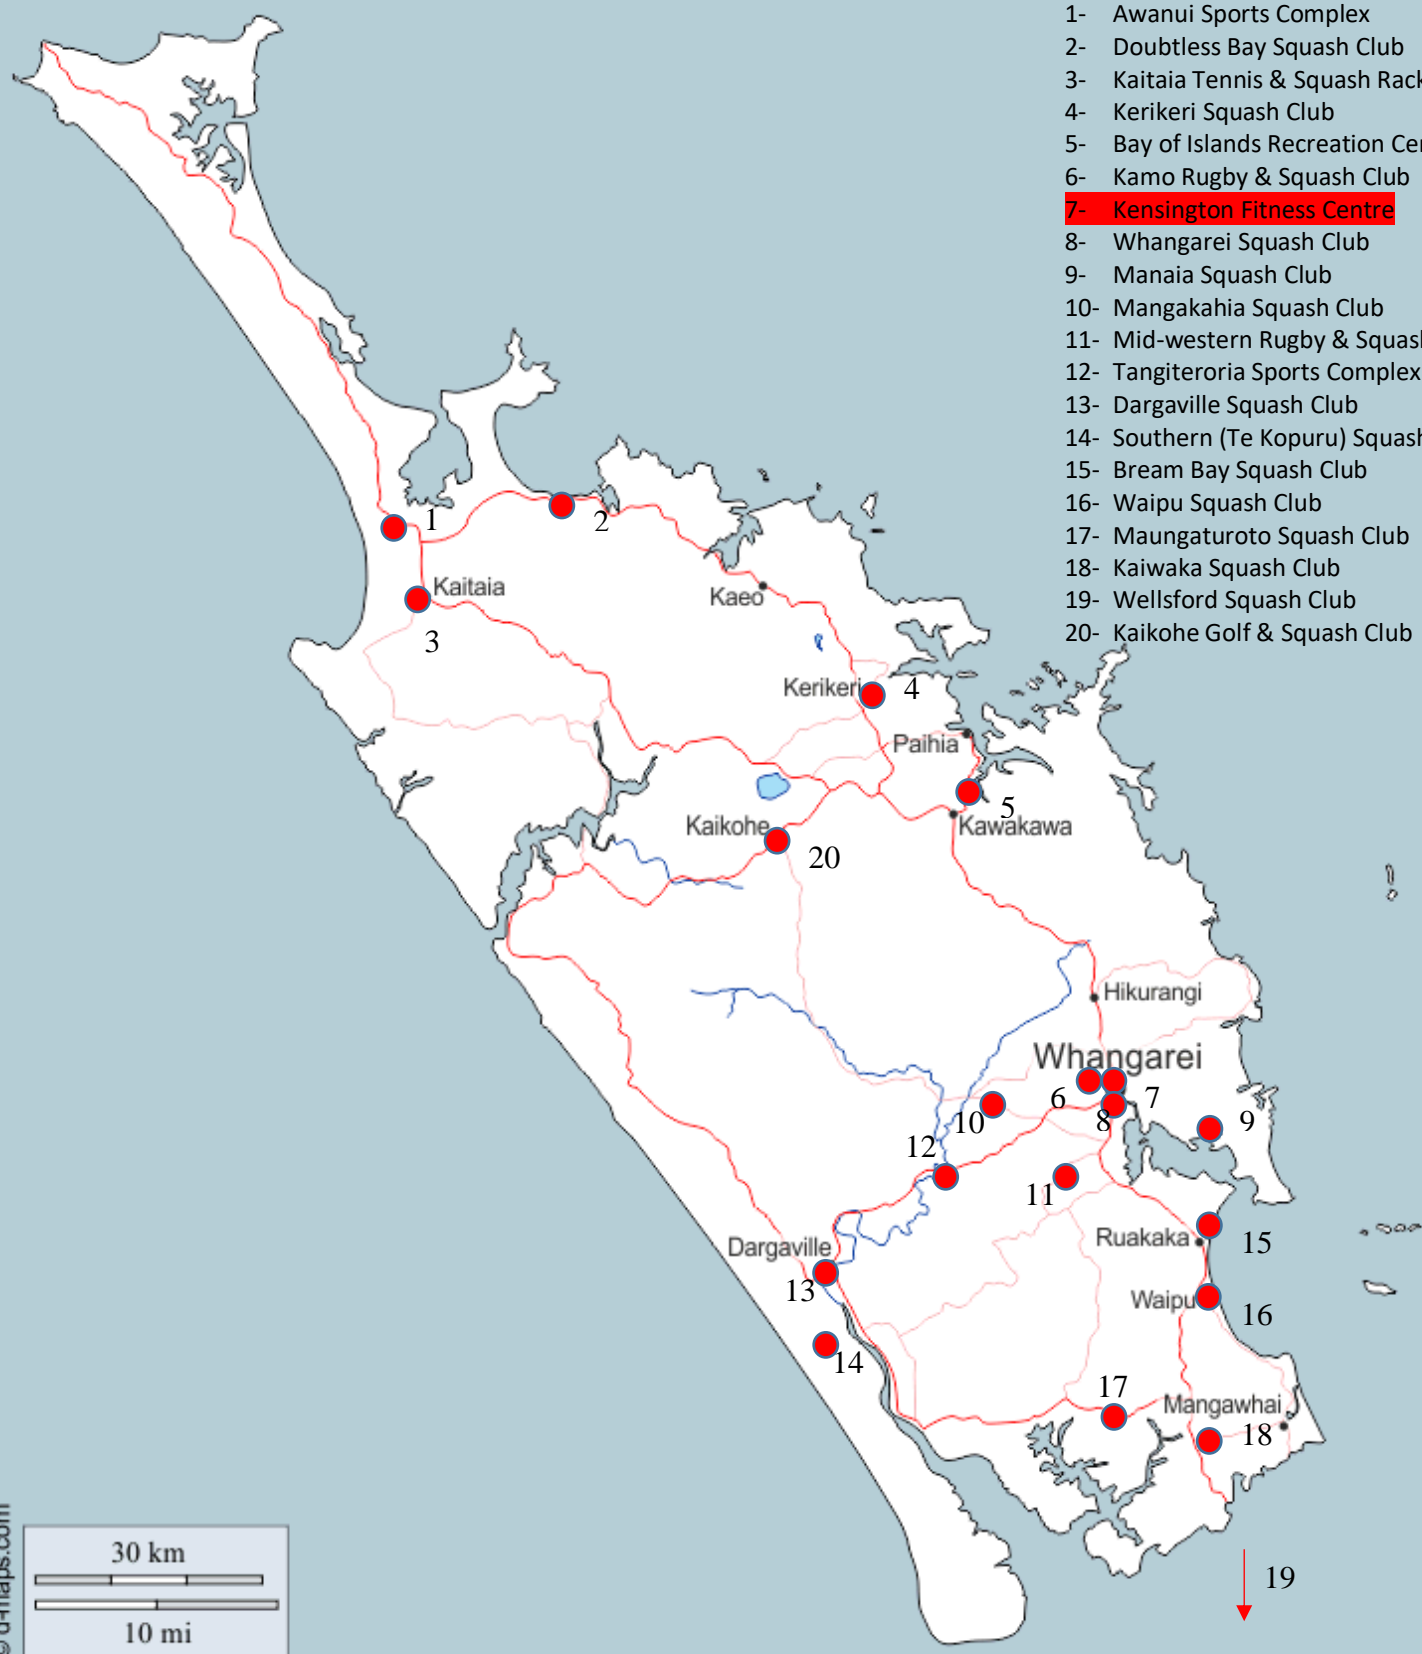 1- Awanui Sports Complex
2- Doubtless Bay Squash Club
3- Kaitaia Tennis & Squash Rack
4- Kerikeri Squash Club
5- Bay of Islands Recreation Cen
6- Kamo Rugby & Squash Club
7- Kensington Fitness Centre
8- Whangarei Squash Club
9- Manaia Squash Club
10- Mangakahia Squash Club
11- Mid-western Rugby & Squash
12- Tangiteroria Sports Complex
13- Dargaville Squash Club
14- Southern (Te Kopuru) Squash
15- Bream Bay Squash Club
16- Waipu Squash Club
17- Maungaturoto Squash Club
18- Kaiwaka Squash Club
19- Wellsford Squash Club
20- Kaikohe Golf & Squash Club
1
2
Kaitaia
Kaeo
3
Kerikeri
4
Paihia
5
Kaikohe
Kawakawa
20
Hikurangi
Whangarei
6
7
10
8
9
12
11
Dargaville
Ruakaka
15
13
Waipu
16
14
17
Mangawhai
18
30 km
10 mi
19
© d-maps.com